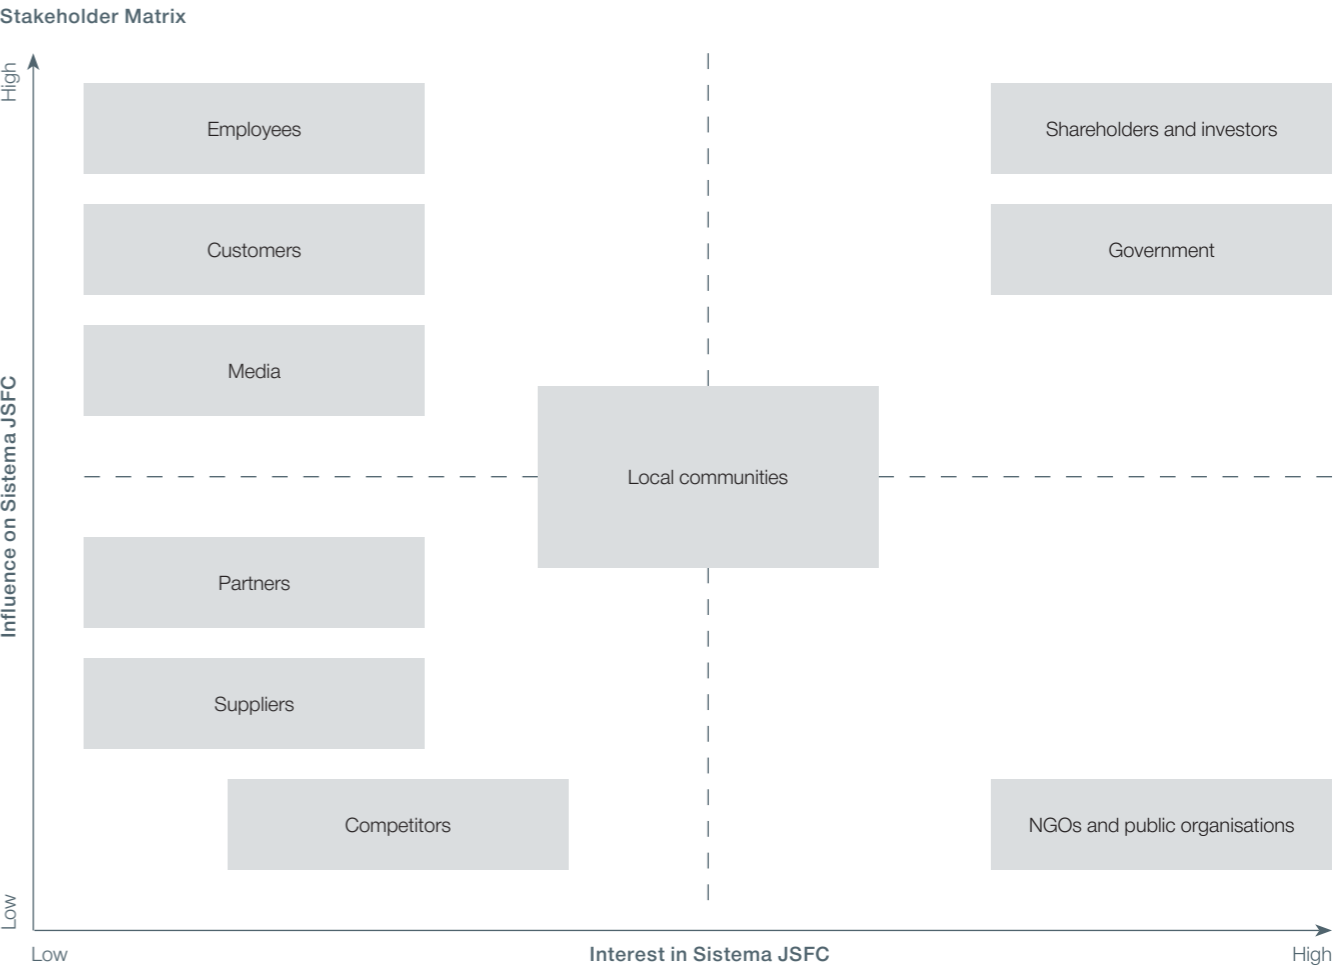 Stakeholder Matrix
High
Employees
Shareholders and investors
Customers
Government
Media
Influence on Sistema JSFC
Local communities
Partners
Suppliers
Competitors
NGOs and public organisations
Low
Low
Interest in Sistema JSFC
High